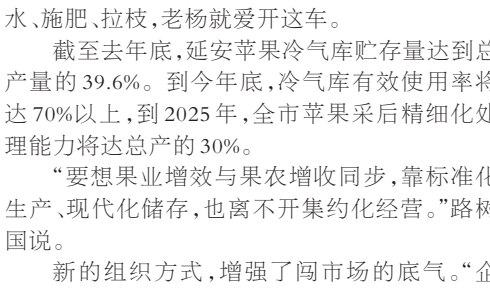 水、施肥、拉枝，老杨就爱开这车。
截至去年底，延安苹果冷气库贮存量达到总
产量的39.6%。到今年底，冷气库有效使用率将
达70%以上，到2025年，全市苹果采后精细化处
理能力将达总产的30%。
“要想果业增效与果农增收同步，靠标准化
生产、现代化储存，也离不开集约化经营。”路树
国说。
新的组织方式，增强了闯市场的底气。“企